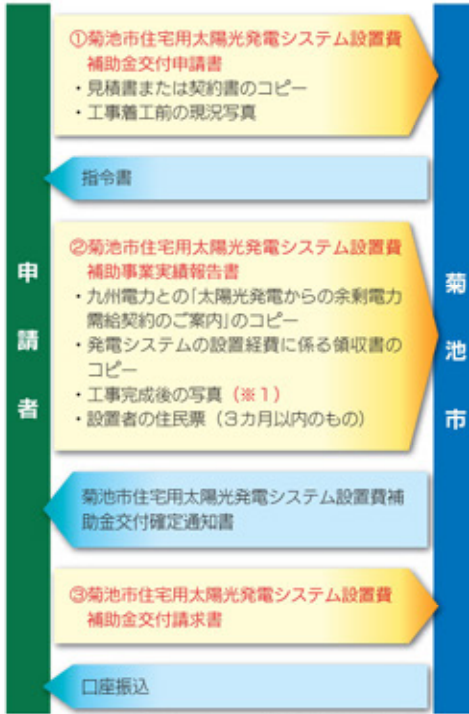 ①菊池市住宅用太陽光発電システム設置費
補助金交付申請書
・見積書または契約書のコピー
・工事着工前の現況写真
指令書
②菊池市住宅用太陽光発電システム設置費
補助事業実績報告書
・九州電力との「太陽光発電からの余剰電力
需給契約のご案内」のコピー
・発電システムの設置経費に係る領収書の
コピー
・工事完成後の写真（※１）
・設置者の住民票（３カ月以内のもの）
菊池市住宅用太陽光発電システム設置費補
助金交付確定通知書
③菊池市住宅用太陽光発電システム設置費
補助金交付請求書
口座振込
申請者
菊池市